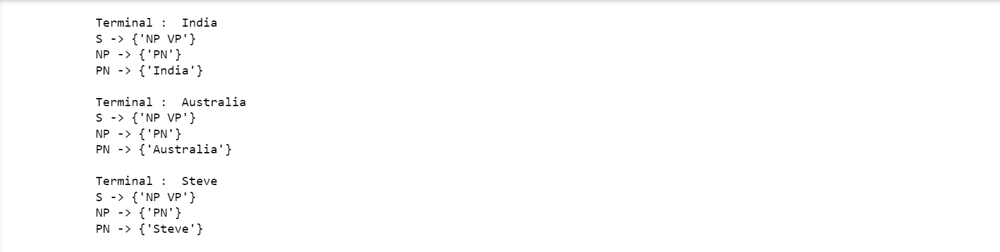 Terminal :  India
S -> {'NP VP'}
NP -> {'PN'}
PN -> {'India'}
Terminal :  Australia
S -> {'NP VP'}
NP -> {'PN'}
PN -> {'Australia'}
Terminal :  Steve
S -> {'NP VP'}
NP -> {'PN'}
PN -> {'Steve'}